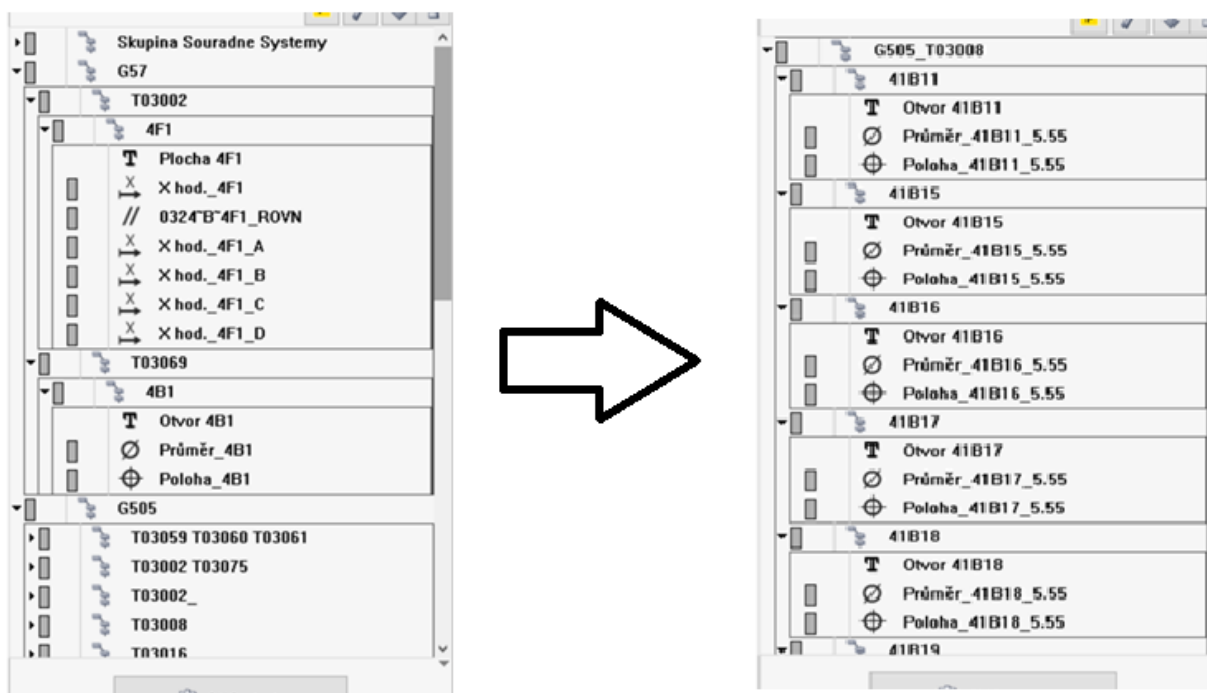 Skupina Souradne Systemy
G57
T03002
4F1
T Plocha 4F1
X X hod._4F1
// 0324~B~4F1_ROVN
X X hod._4F1_A
X X hod._4F1_B
X X hod._4F1_C
X X hod._4F1_D
T03069
4B1
T Otvor 4B1
Průměr_4B1
Poloha_4B1
G505
T03059 T03060 T03061
T03002 T03075
T03002_
T03008
T03016
G505_T03008
41B11
T Otvor 41B11
Průměr_41B11_5.55
Poloha_41B11_5.55
41B15
T Otvor 41B15
Průměr_41B15_5.55
Poloha_41B15_5.55
41B16
T Otvor 41B16
Průměr_41B16_5.55
Poloha_41B16_5.55
41B17
T Otvor 41B17
Průměr_41B17_5.55
Poloha_41B17_5.55
41B18
T Otvor 41B18
Průměr_41B18_5.55
Poloha_41B18_5.55
41B19